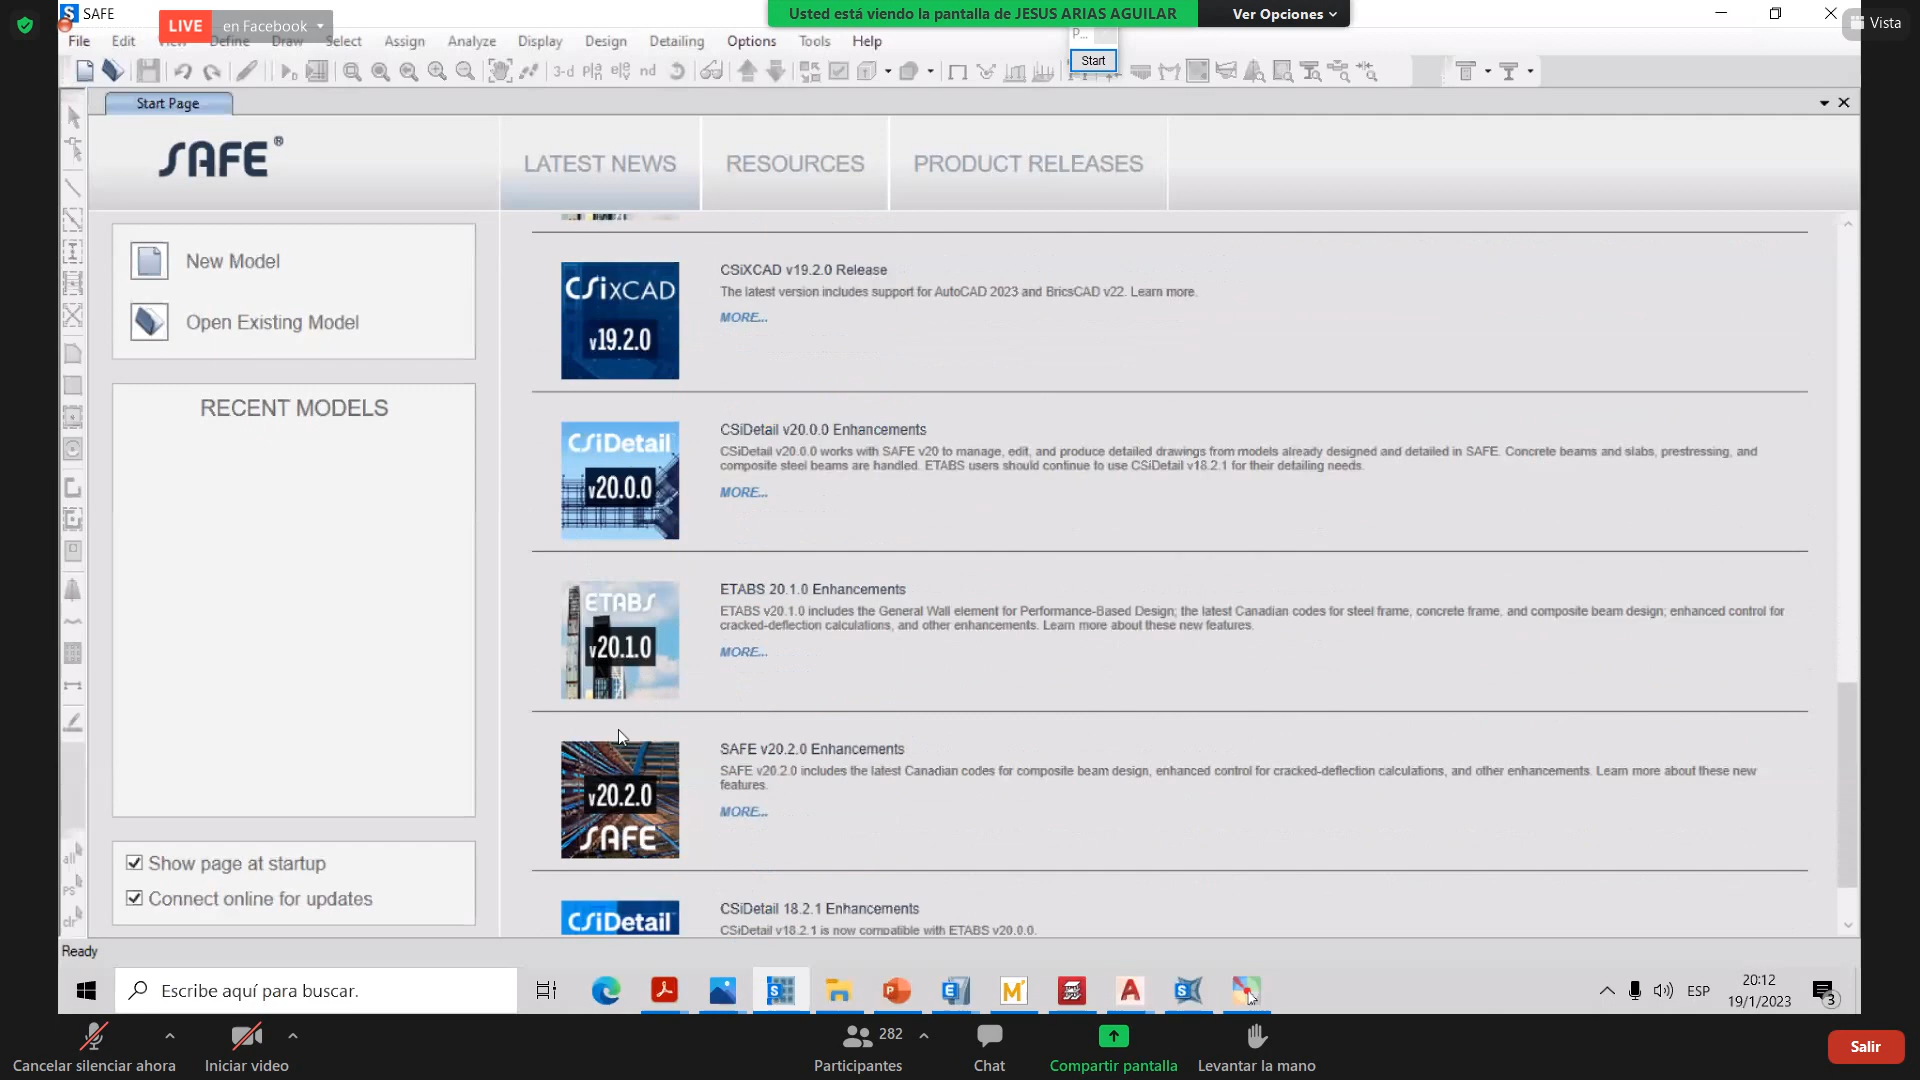 SAFE
LIVE en Facebook
Usted está viendo la pantalla de JESUS ARIAS AGUILAR
Ver Opciones
Vista
File Edit View Define Draw Select Assign Analyze Display Design Detailing Options Tools Help
P...
Start
3-d nd
Start Page
SAFE®
LATEST NEWS
RESOURCES
PRODUCT RELEASES
New Model
Open Existing Model
RECENT MODELS
Show page at startup
Connect online for updates
CSiXCAD
v19.2.0
CSiXCAD v19.2.0 Release
The latest version includes support for AutoCAD 2023 and BricsCAD v22. Learn more.
MORE...
CSiDetail
v20.0.0
CSiDetail v20.0.0 Enhancements
CSiDetail v20.0.0 works with SAFE v20 to manage, edit, and produce detailed drawings from models already designed and detailed in SAFE. Concrete beams and slabs, prestressing, and
composite steel beams are handled. ETABS users should continue to use CSiDetail v18.2.1 for their detailing needs.
MORE...
ETABS
v20.1.0
ETABS 20.1.0 Enhancements
ETABS v20.1.0 includes the General Wall element for Performance-Based Design; the latest Canadian codes for steel frame, concrete frame, and composite beam design; enhanced control for
cracked-deflection calculations, and other enhancements. Learn more about these new features.
MORE...
v20.2.0
SAFE
SAFE v20.2.0 Enhancements
SAFE v20.2.0 includes the latest Canadian codes for composite beam design, enhanced control for cracked-deflection calculations, and other enhancements. Learn more about these new
features.
MORE...
CSiDetail
CSiDetail 18.2.1 Enhancements
CSiDetail v18.2.1 is now compatible with ETABS v20.0.0.
all
ps
clr
Ready
Escribe aquí para buscar.
ESP
20:12
19/1/2023
3
Cancelar silenciar ahora
Iniciar video
282
Participantes
Chat
Compartir pantalla
Levantar la mano
Salir